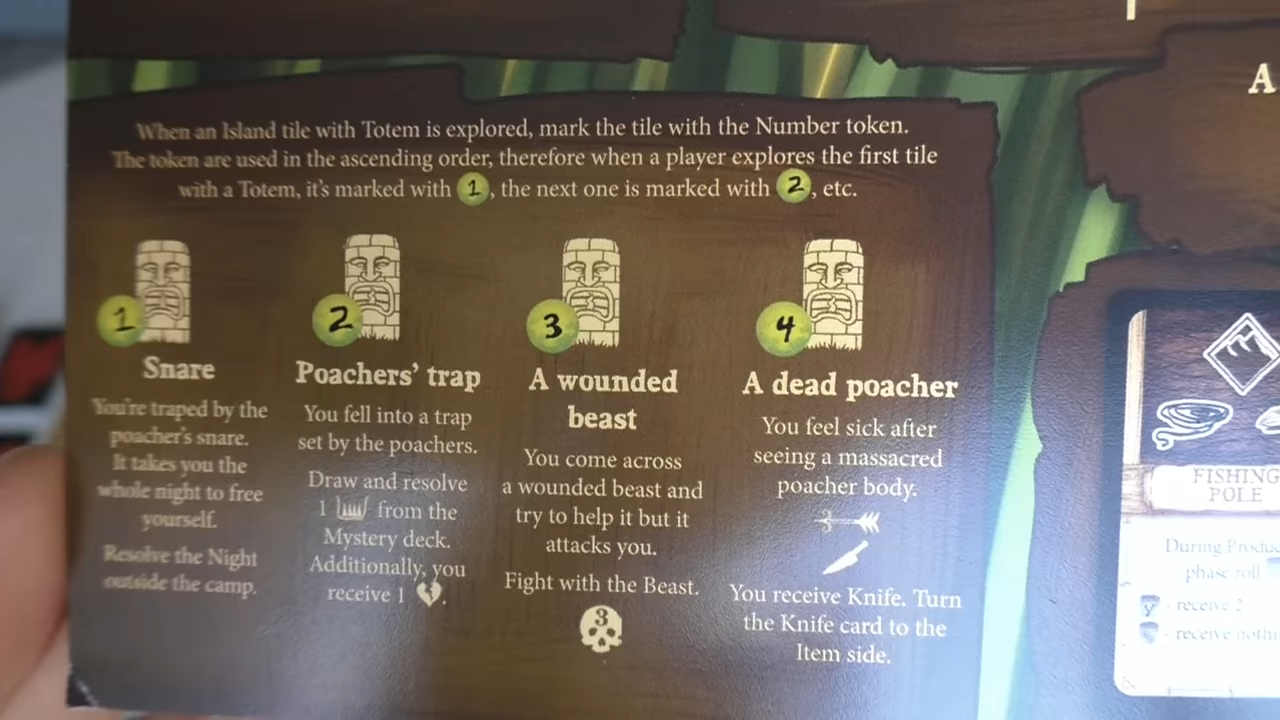 When an Island tile with Totem is explored, mark the tile with the Number token.
The token are used in the ascending order, therefore when a player explores the first tile
with a Totem, it's marked with 1, the next one is marked with 2, etc.
1
Snare
You're traped by the
poacher's snare.
It takes you the
whole night to free
yourself.
Resolve the Night
outside the camp.
2
Poachers' trap
You fell into a trap
set by the poachers.
Draw and resolve
1 from the
Mystery deck.
Additionally, you
receive 1 .
3
A wounded
beast
You come across
a wounded beast and
try to help it but it
attacks you.
Fight with the Beast.
3
4
A dead poacher
You feel sick after
seeing a massacred
poacher body.
-3
You receive Knife. Turn
the Knife card to the
Item side.
A
FISHING
POLE
During
phase roll
- receive 2
- receive